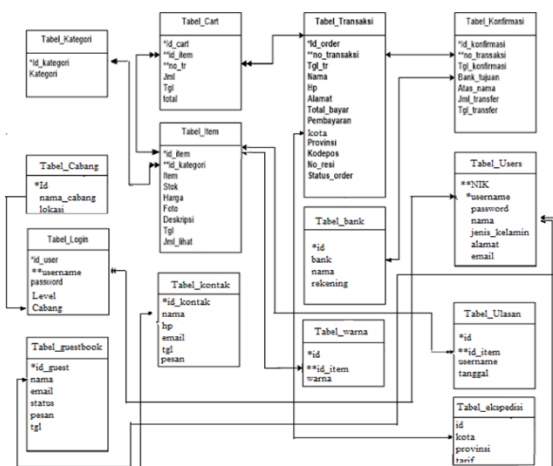 Tabel_Kategori
*Id_kategori
Kategori
Tabel_Cart
*id_cart
**id_item
**no_tr
Jml
Tgl
total
Tabel_Transaksi
*Id_order
**no_transaksi
Tgl_tr
Nama
Hp
Alamat
Total_bayar
Pembayaran
kota
Provinsi
Kodepos
No_resi
Status_order
Tabel_Konfirmasi
*Id_konfirmasi
**no_transaksi
Tgl_konfirmasi
Bank_tujuan
Atas_nama
Jml_transfer
Tgl_transfer
Tabel_Item
*id_item
**id_kategori
Item
Stok
Harga
Foto
Deskripsi
Tgl
Jml_lihat
Tabel_Cabang
*Id
nama_cabang
lokasi
Tabel_Users
**NIK
*username
password
nama
jenis_kelamin
alamat
email
Tabel_Login
*id_user
**username
password
Level
Cabang
Tabel_bank
*id
bank
nama
rekening
Tabel_kontak
*id_kontak
nama
hp
email
tgl
pesan
Tabel_warna
*id
**id_item
warna
Tabel_Ulasan
*id
**id_item
username
tanggal
Tabel_guestbook
*id_guest
nama
email
status
pesan
tgl
Tabel_ekspedisi
id
kota
provinsi
tarif